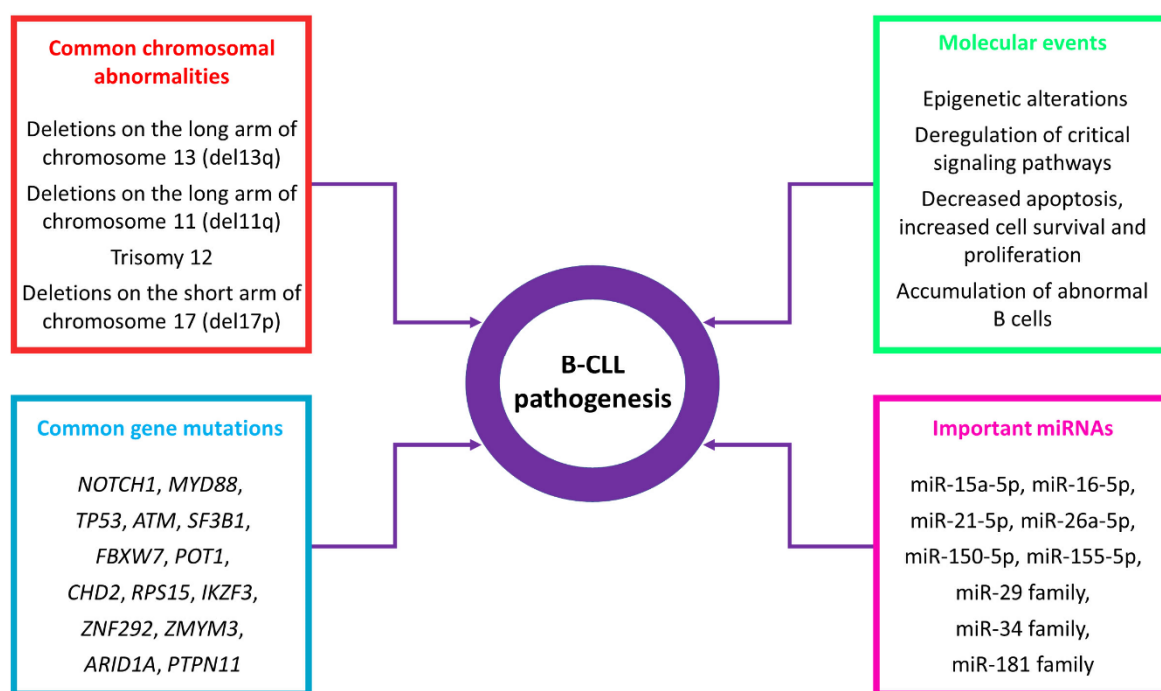 Common chromosomal
abnormalities
Deletions on the long arm of
chromosome 13 (del13q)
Deletions on the long arm of
chromosome 11 (del11q)
Trisomy 12
Deletions on the short arm of
chromosome 17 (del17p)
Molecular events
Epigenetic alterations
Deregulation of critical
signaling pathways
Decreased apoptosis,
increased cell survival and
proliferation
Accumulation of abnormal
B cells
B-CLL
pathogenesis
Common gene mutations
NOTCH1, MYD88,
TP53, ATM, SF3B1,
FBXW7, POT1,
CHD2, RPS15, IKZF3,
ZNF292, ZMYM3,
ARID1A, PTPN11
Important miRNAs
miR-15a-5p, miR-16-5p,
miR-21-5p, miR-26a-5p,
miR-150-5p, miR-155-5p,
miR-29 family,
miR-34 family,
miR-181 family